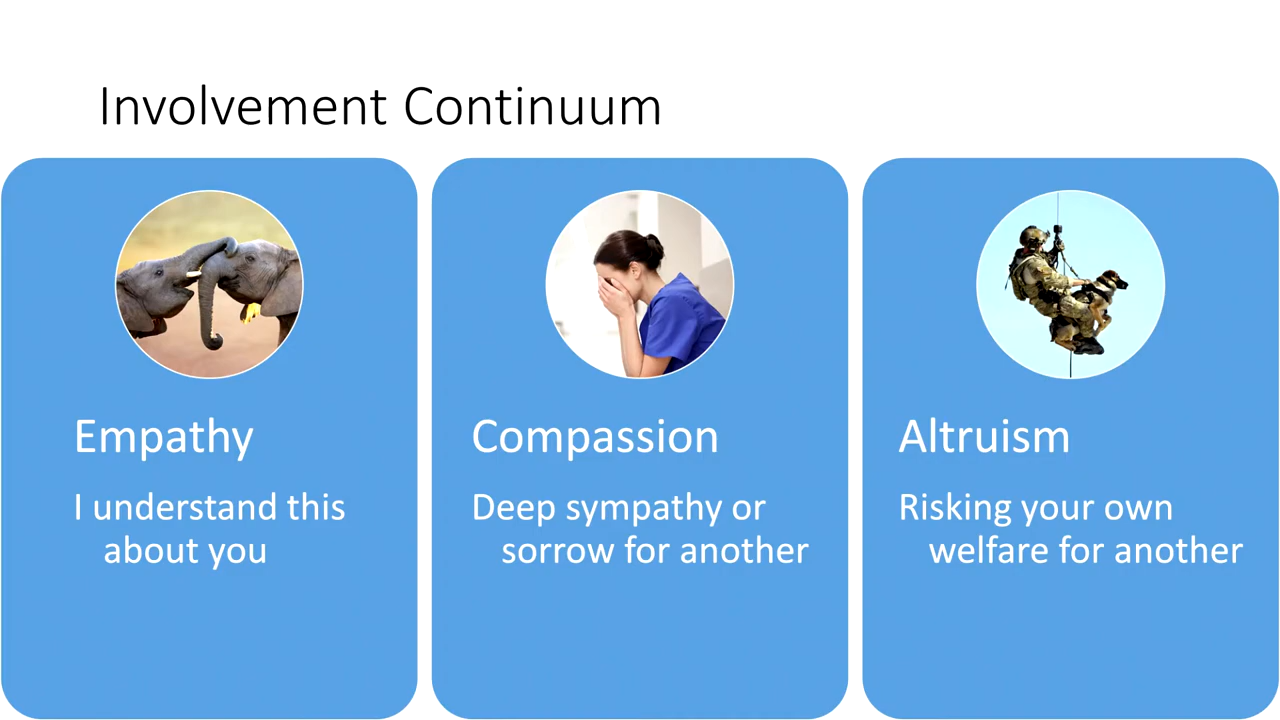 Involvement Continuum
Empathy
I understand this
about you
Compassion
Deep sympathy or
sorrow for another
Altruism
Risking your own
welfare for another